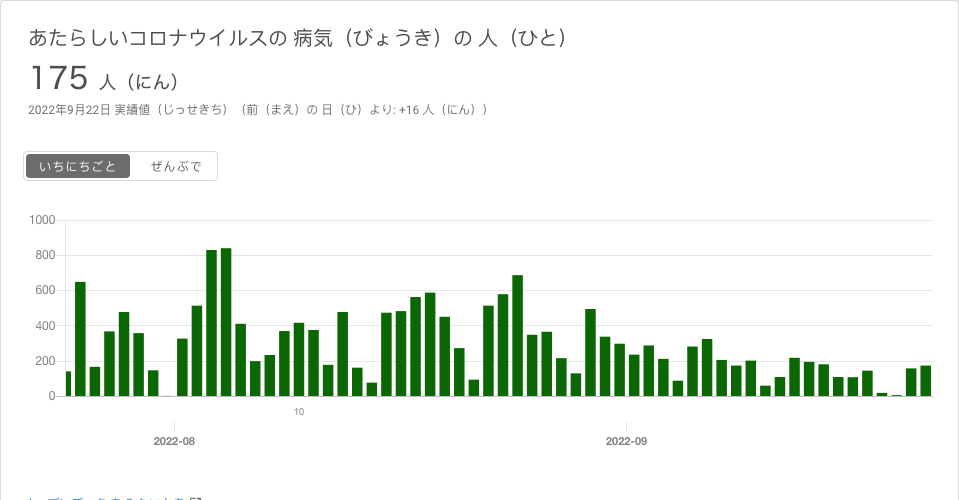 あたらしいコロナウイルスの 病気（びょうき）の 人（ひと）
175 人（にん）
2022年9月22日 実績値（じっせきち）（前（まえ）の 日（ひ）より: +16 人（にん））
いちにちごと ぜんぶで
1000
800
600
400
200
0
10
2022-08 2022-09